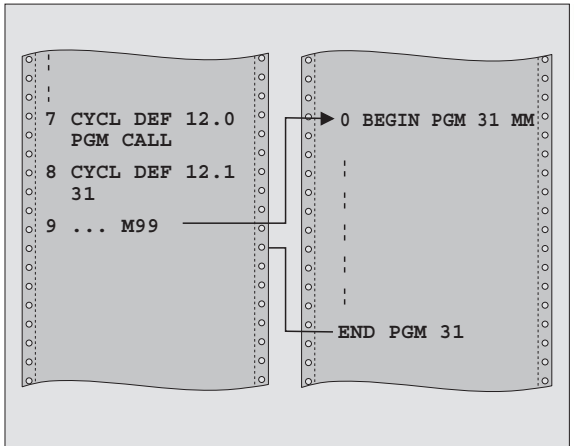 7 CYCL DEF 12.0
PGM CALL
8 CYCL DEF 12.1
31
9 ... M99
0 BEGIN PGM 31 MM
END PGM 31